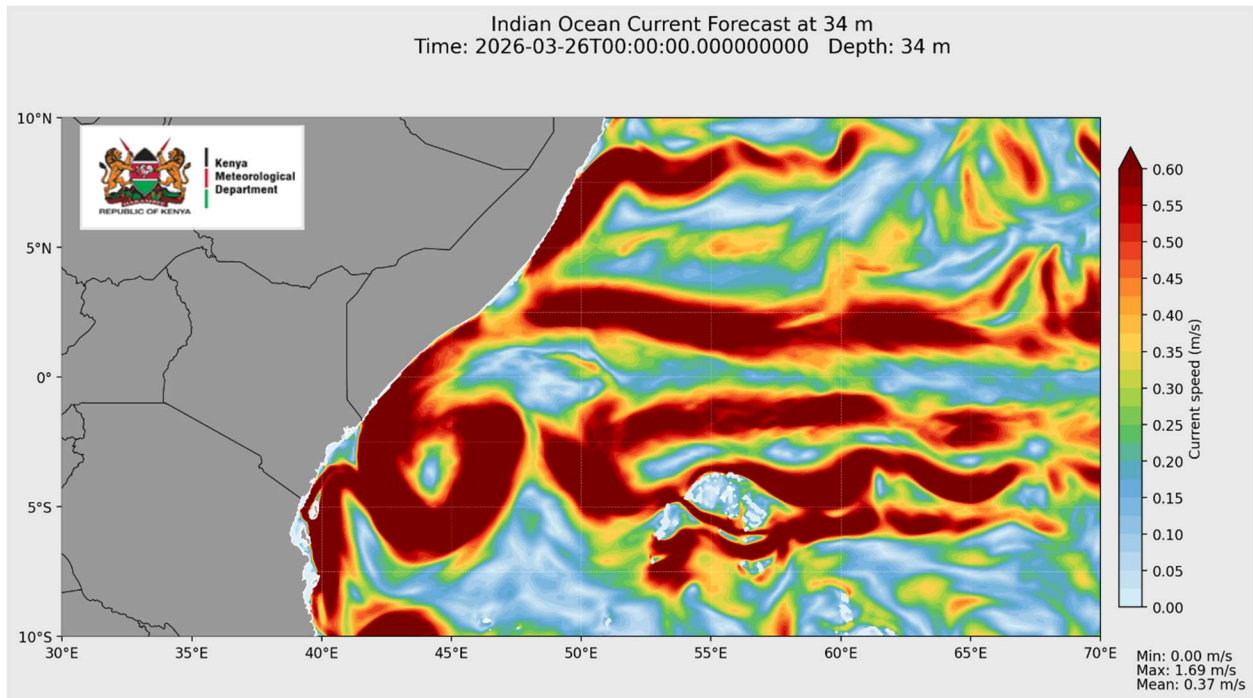 Indian Ocean Current Forecast at 34 m
Time: 2026-03-26T00:00:00.000000000   Depth: 34 m
Kenya
Meteorological
Department
REPUBLIC OF KENYA
10°N
5°N
0°
5°S
10°S
30°E
35°E
40°E
45°E
50°E
55°E
60°E
65°E
70°E
0.60
0.55
0.50
0.45
0.40
0.35
0.30
0.25
0.20
0.15
0.10
0.05
0.00
Current speed (m/s)
Min: 0.00 m/s
Max: 1.69 m/s
Mean: 0.37 m/s